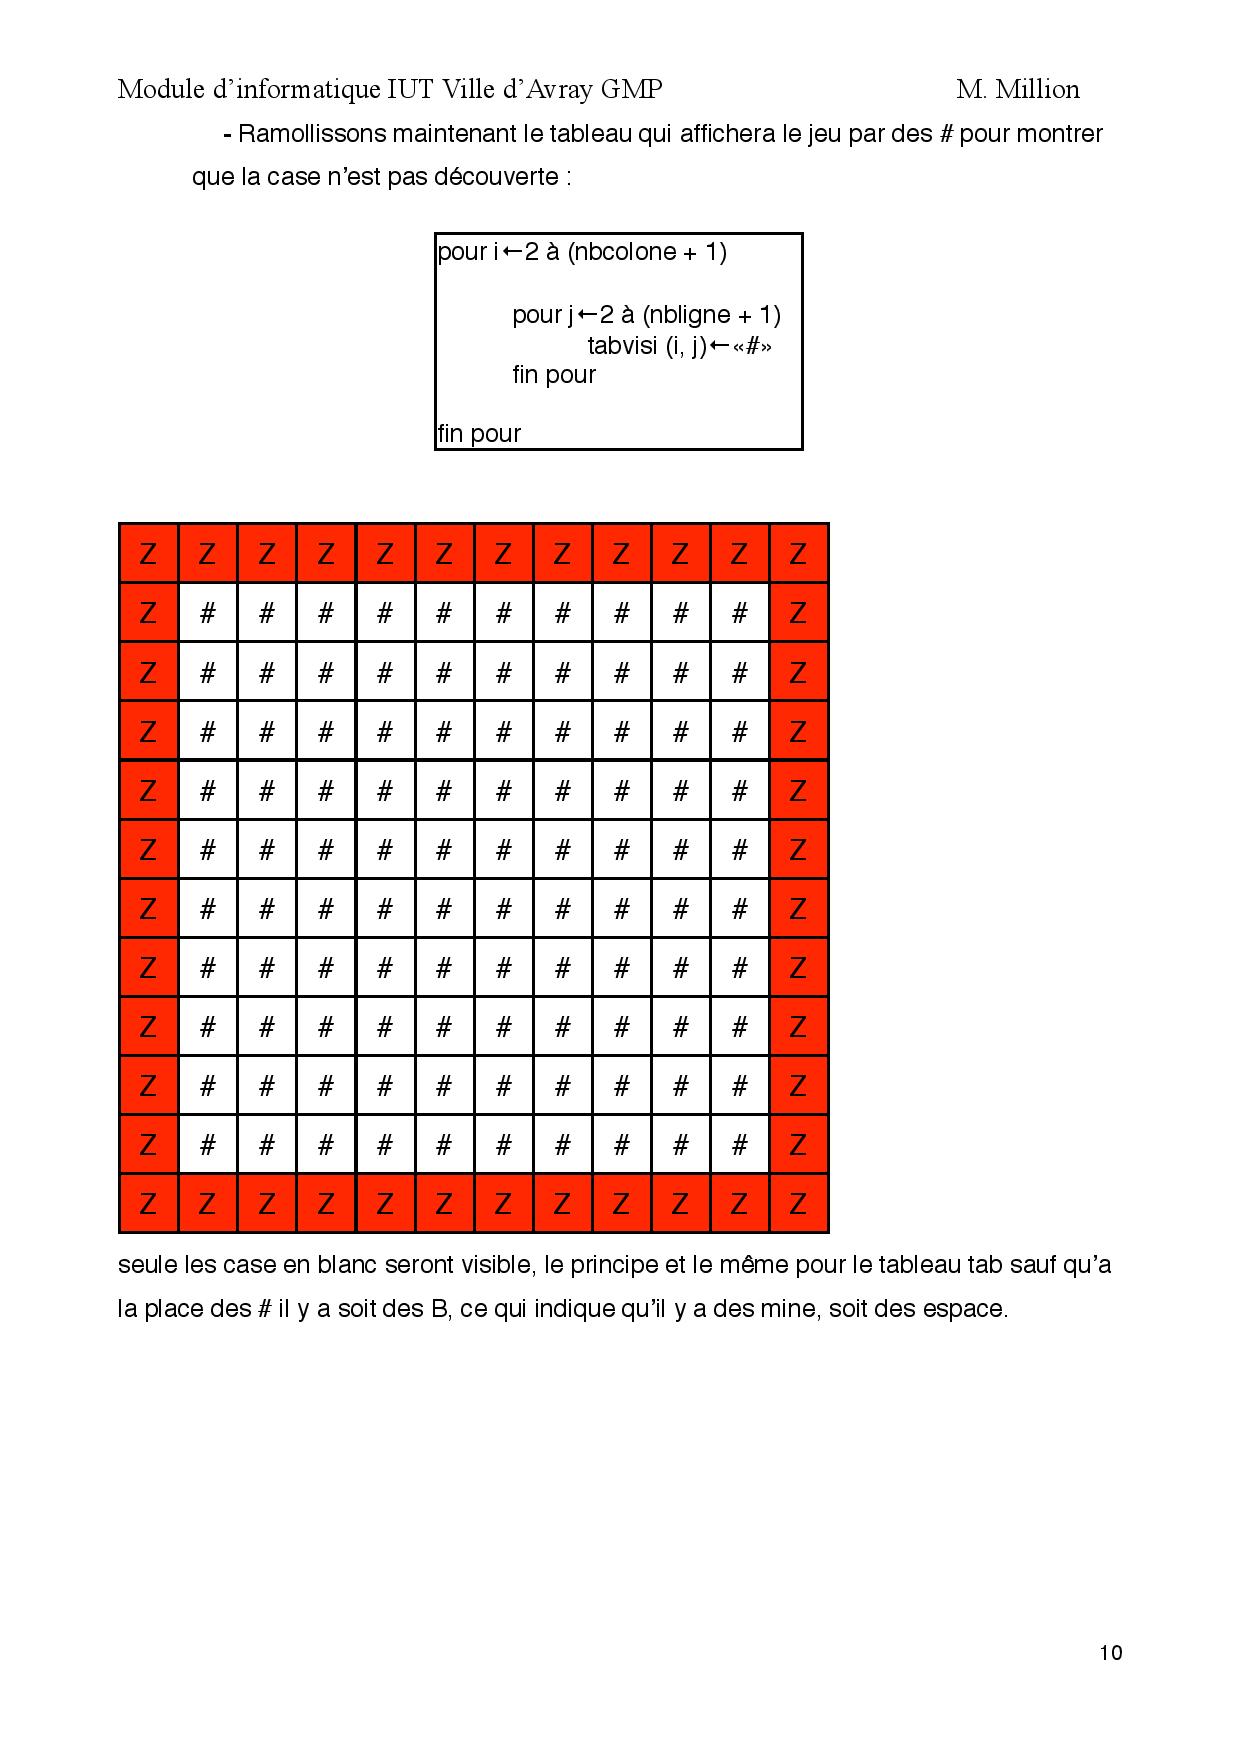 Module d'informatique IUT Ville d'Avray GMP M. Million
- Ramollissons maintenant le tableau qui affichera le jeu par des # pour montrer
que la case n'est pas découverte :
pour i←2 à (nbcolone + 1)
pour j←2 à (nbligne + 1)
tabvisi (i, j)←«#»
fin pour
fin pour
Z Z Z Z Z Z Z Z Z Z Z Z
Z # # # # # # # # # # Z
Z # # # # # # # # # # Z
Z # # # # # # # # # # Z
Z # # # # # # # # # # Z
Z # # # # # # # # # # Z
Z # # # # # # # # # # Z
Z # # # # # # # # # # Z
Z # # # # # # # # # # Z
Z # # # # # # # # # # Z
Z # # # # # # # # # # Z
Z Z Z Z Z Z Z Z Z Z Z Z
seule les case en blanc seront visible, le principe et le même pour le tableau tab sauf qu'a
la place des # il y a soit des B, ce qui indique qu'il y a des mine, soit des espace.
10